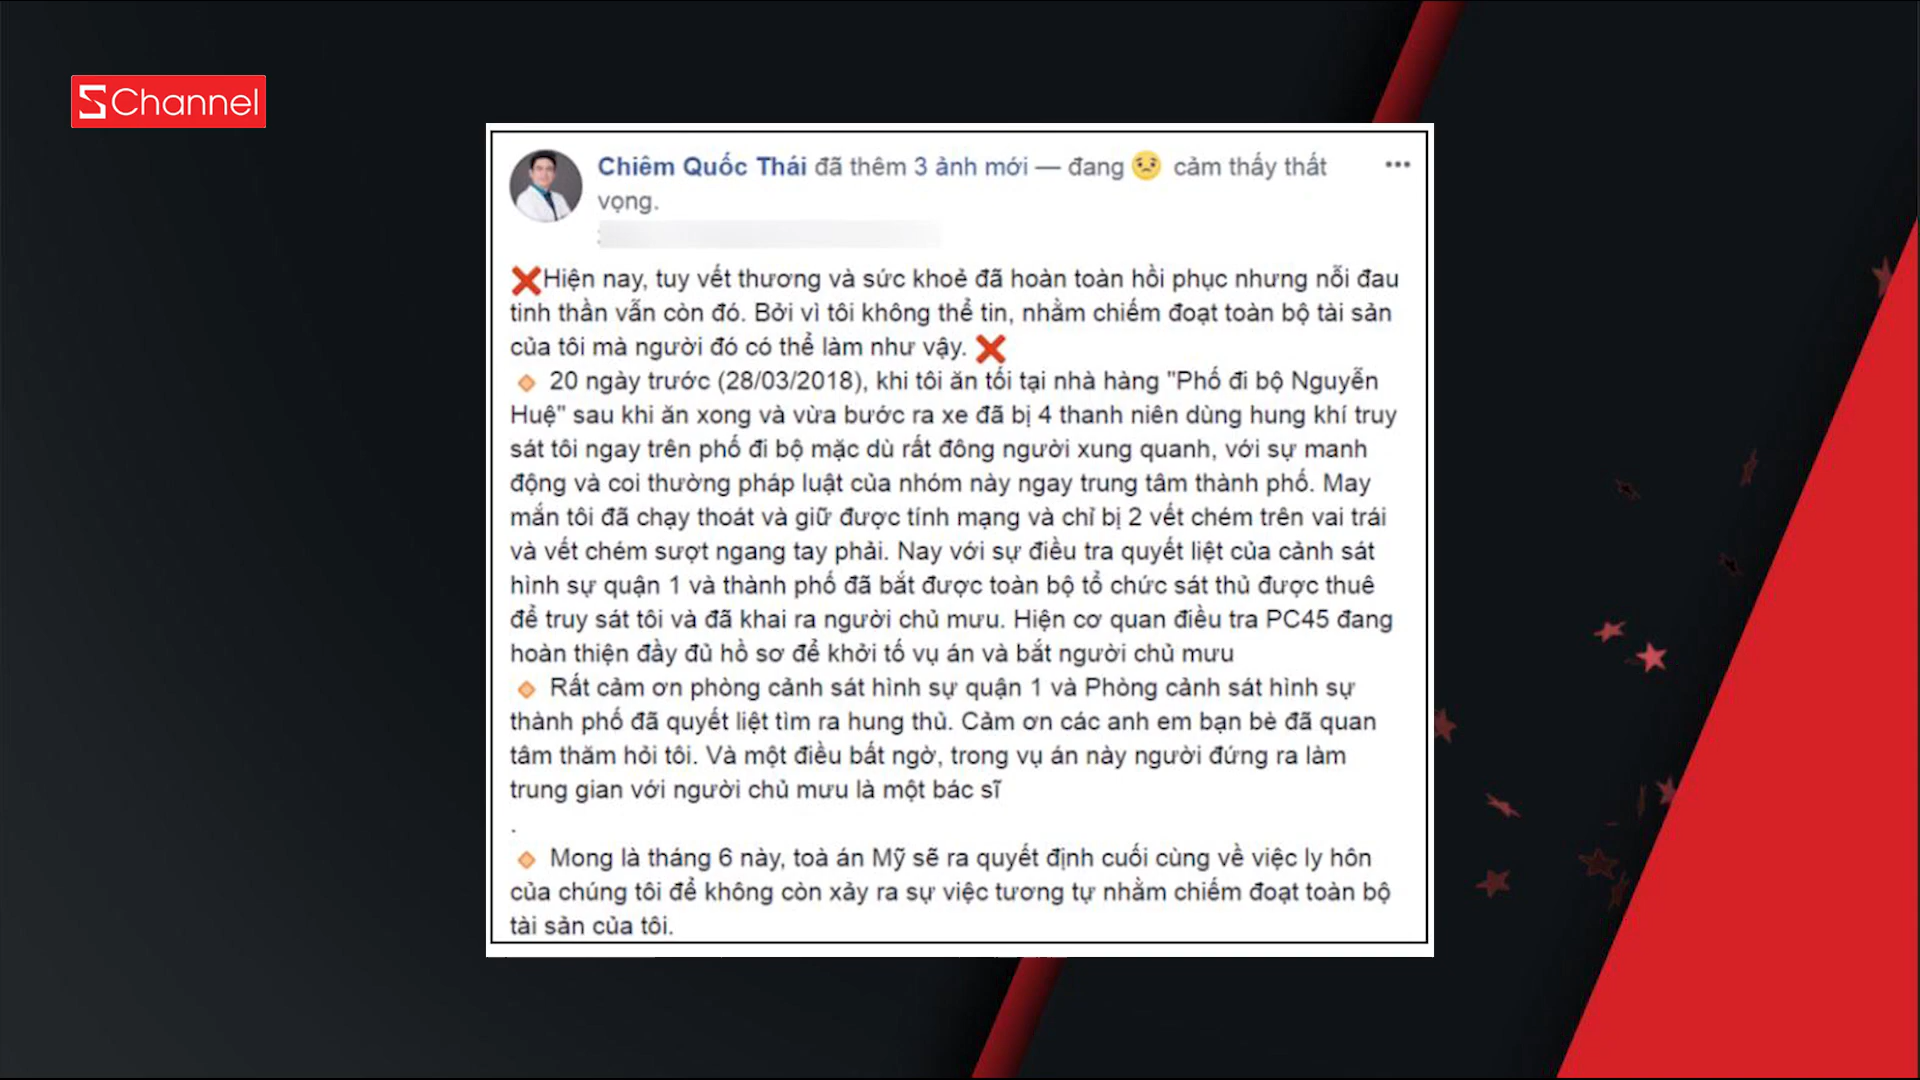 SChannel
Chiêm Quốc Thái đã thêm 3 ảnh mới — đang 😟 cảm thấy thất
vọng.
❌Hiện nay, tuy vết thương và sức khoẻ đã hoàn toàn hồi phục nhưng nỗi đau
tinh thần vẫn còn đó. Bởi vì tôi không thể tin, nhằm chiếm đoạt toàn bộ tài sản
của tôi mà người đó có thể làm như vậy. ❌
🔸 20 ngày trước (28/03/2018), khi tôi ăn tối tại nhà hàng "Phố đi bộ Nguyễn
Huệ" sau khi ăn xong và vừa bước ra xe đã bị 4 thanh niên dùng hung khí truy
sát tôi ngay trên phố đi bộ mặc dù rất đông người xung quanh, với sự manh
động và coi thường pháp luật của nhóm này ngay trung tâm thành phố. May
mắn tôi đã chạy thoát và giữ được tính mạng và chỉ bị 2 vết chém trên vai trái
và vết chém sượt ngang tay phải. Nay với sự điều tra quyết liệt của cảnh sát
hình sự quận 1 và thành phố đã bắt được toàn bộ tổ chức sát thủ được thuê
để truy sát tôi và đã khai ra người chủ mưu. Hiện cơ quan điều tra PC45 đang
hoàn thiện đầy đủ hồ sơ để khởi tố vụ án và bắt người chủ mưu
🔸 Rất cảm ơn phòng cảnh sát hình sự quận 1 và Phòng cảnh sát hình sự
thành phố đã quyết liệt tìm ra hung thủ. Cảm ơn các anh em bạn bè đã quan
tâm thăm hỏi tôi. Và một điều bất ngờ, trong vụ án này người đứng ra làm
trung gian với người chủ mưu là một bác sĩ
.
🔸 Mong là tháng 6 này, toà án Mỹ sẽ ra quyết định cuối cùng về việc ly hôn
của chúng tôi để không còn xảy ra sự việc tương tự nhằm chiếm đoạt toàn bộ
tài sản của tôi.